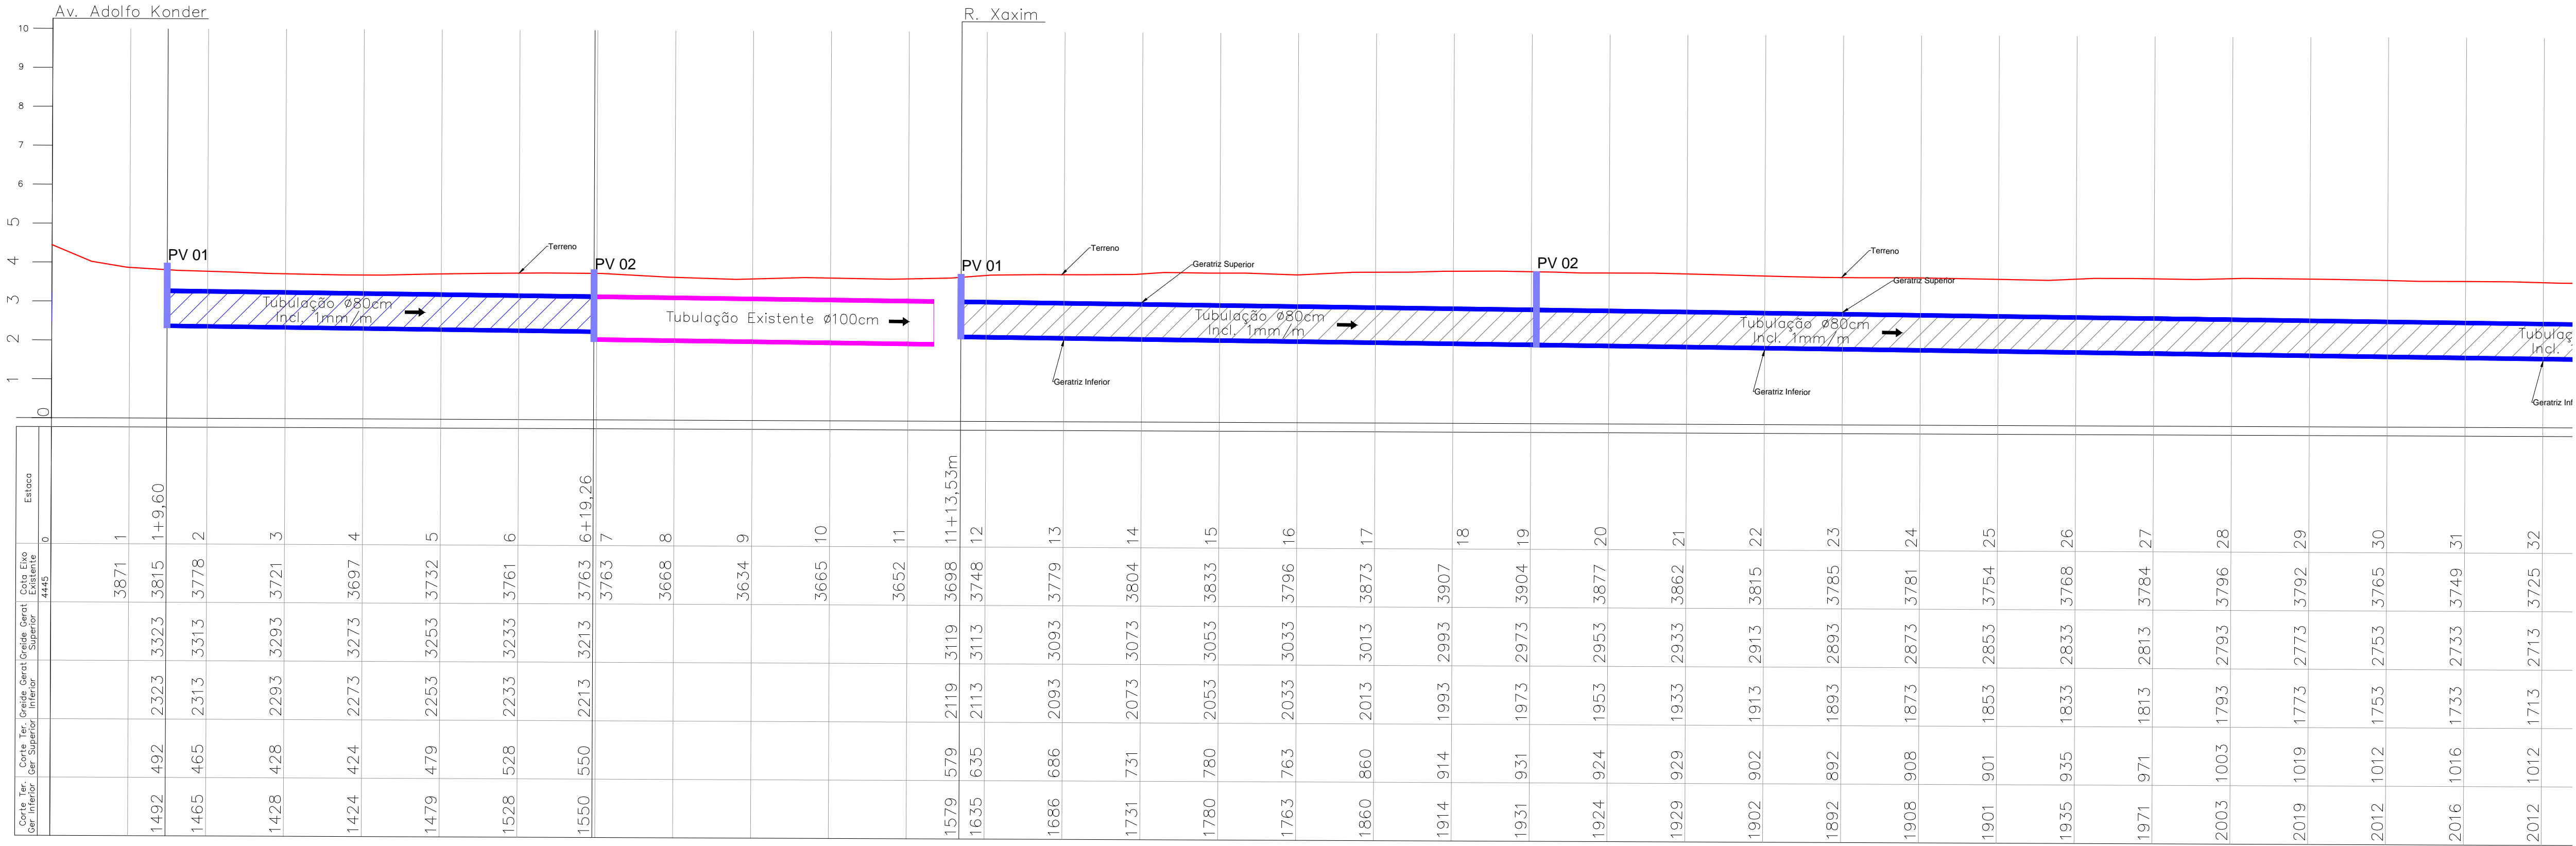 Av. Adolfo Konder
R. Xaxim
10
9
8
7
6
5
4
3
2
1
0
PV 01
Tubulação ø80cm
Incl. 1mm/m
Terreno
PV 02
Tubulação Existente ø100cm
PV 01
Terreno
Geratriz Superior
Tubulação ø80cm
Incl. 1mm/m
Geratriz Inferior
PV 02
Terreno
Geratriz Superior
Tubulação ø80cm
Incl. 1mm/m
Geratriz Inferior
Tubulaç
Incl.
Geratriz Inf
Estaca
0 1 1+9,60 2 3 4 5 6 6+19,26 7 8 9 10 11 11+13,53m 12 13 14 15 16 17 18 19 20 21 22 23 24 25 26 27 28 29 30 31 32
Cota Eixo
Existente
4445 3871 3815 3778 3721 3697 3732 3761 3763 3763 3668 3634 3665 3652 3698 3748 3779 3804 3833 3796 3873 3907 3904 3877 3862 3815 3785 3781 3754 3768 3784 3796 3792 3765 3749 3725
Greide Gerat
Superior
3323 3313 3293 3273 3253 3233 3213 3119 3113 3093 3073 3053 3033 3013 2993 2973 2953 2933 2913 2893 2873 2853 2833 2813 2793 2773 2753 2733 2713
Greide Gerat
Inferior
2323 2313 2293 2273 2253 2233 2213 2119 2113 2093 2073 2053 2033 2013 1993 1973 1953 1933 1913 1893 1873 1853 1833 1813 1793 1773 1753 1733 1713
Corte Ter.
Ger Superior
492 465 428 424 479 528 550 579 635 686 731 780 763 860 914 931 924 929 902 892 908 901 935 971 1003 1019 1012 1016 1012
Corte Ter.
Ger Inferior
1492 1465 1428 1424 1479 1528 1550 1579 1635 1686 1731 1780 1763 1860 1914 1931 1924 1929 1902 1892 1908 1901 1935 1971 2003 2019 2012 2016 2012